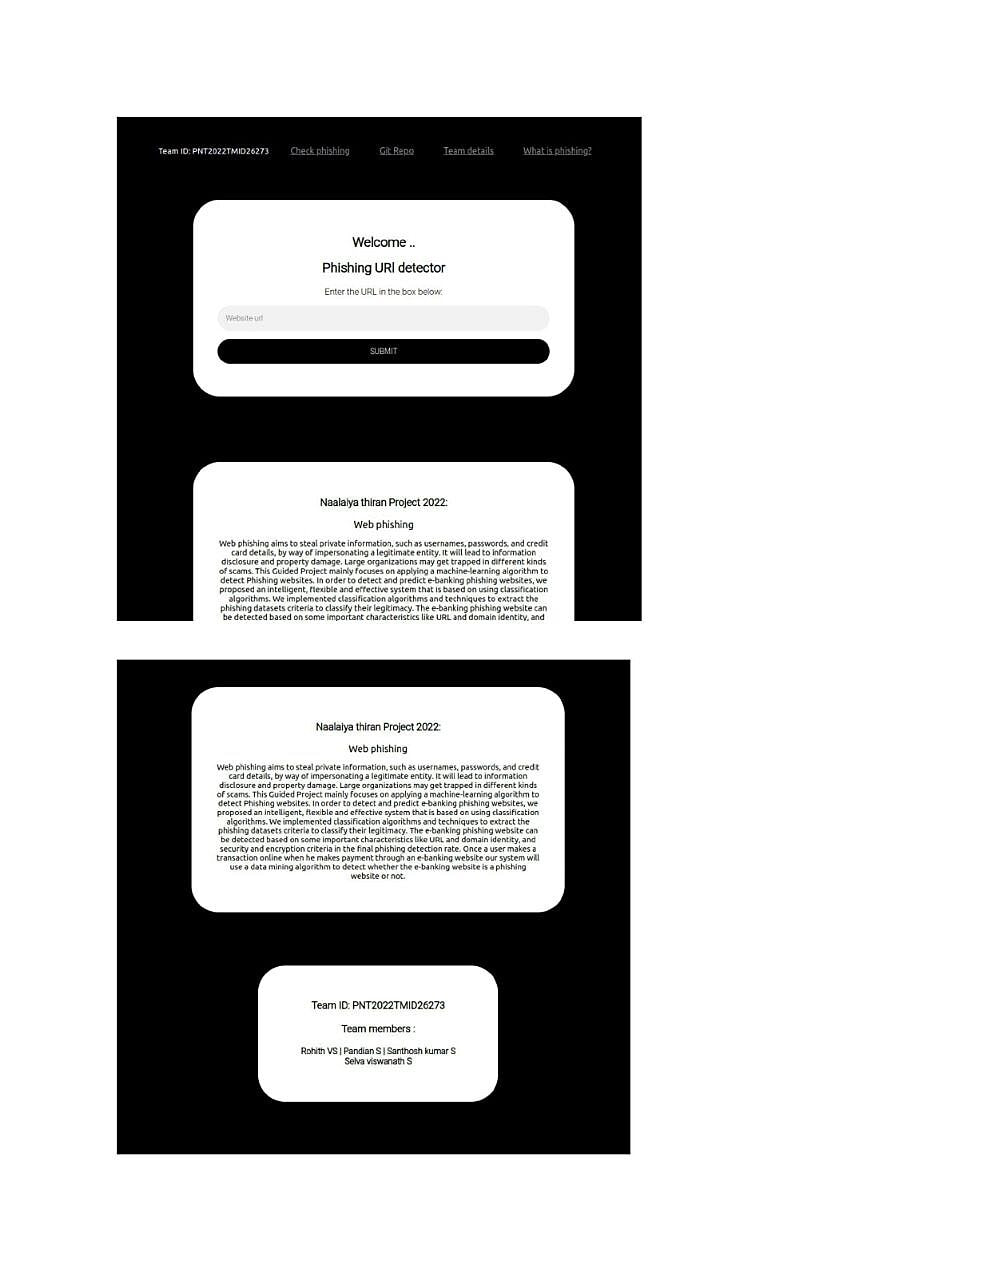 Team ID: PNT2022TMID26273 Check phishing Git Repo Team details What is phishing?
Welcome ..
Phishing URl detector
Enter the URL in the box below:
Website url
SUBMIT
Naalaiya thiran Project 2022:
Web phishing
Web phishing aims to steal private information, such as usernames, passwords, and credit
card details, by way of impersonating a legitimate entity. It will lead to information
disclosure and property damage. Large organizations may get trapped in different kinds
of scams. This Guided Project mainly focuses on applying a machine-learning algorithm to
detect Phishing websites. In order to detect and predict e-banking phishing websites, we
proposed an intelligent, flexible and effective system that is based on using classification
algorithms. We implemented classification algorithms and techniques to extract the
phishing datasets criteria to classify their legitimacy. The e-banking phishing website can
be detected based on some important characteristics like URL and domain identity, and
Naalaiya thiran Project 2022:
Web phishing
Web phishing aims to steal private information, such as usernames, passwords, and credit
card details, by way of impersonating a legitimate entity. It will lead to information
disclosure and property damage. Large organizations may get trapped in different kinds
of scams. This Guided Project mainly focuses on applying a machine-learning algorithm to
detect Phishing websites. In order to detect and predict e-banking phishing websites, we
proposed an intelligent, flexible and effective system that is based on using classification
algorithms. We implemented classification algorithms and techniques to extract the
phishing datasets criteria to classify their legitimacy. The e-banking phishing website can
be detected based on some important characteristics like URL and domain identity, and
security and encryption criteria in the final phishing detection rate. Once a user makes a
transaction online when he makes payment through an e-banking website our system will
use a data mining algorithm to detect whether the e-banking website is a phishing
website or not.
Team ID: PNT2022TMID26273
Team members :
Rohith VS | Pandian S | Santhosh kumar S
Selva viswanath S